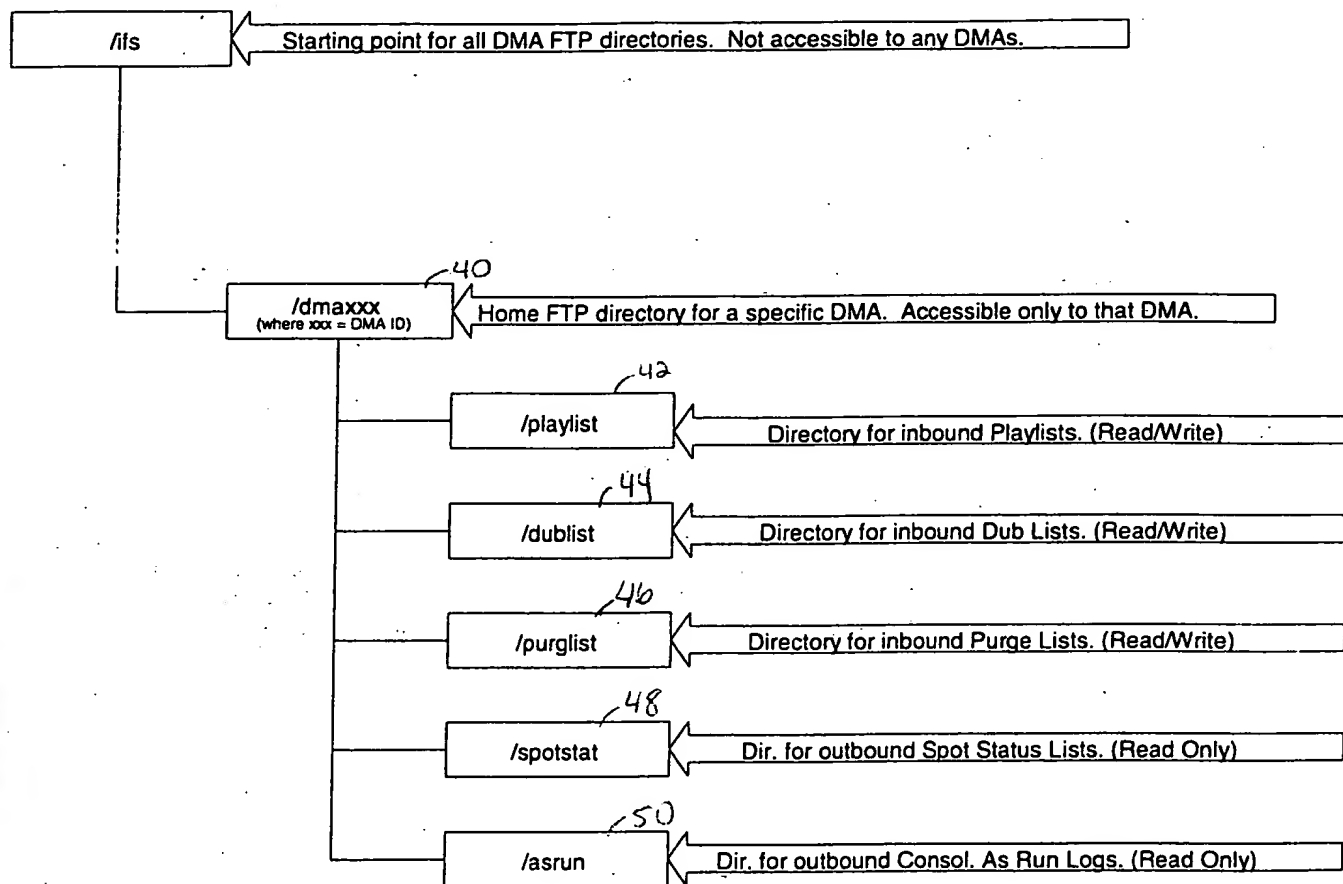 /ifs
Starting point for all DMA FTP directories. Not accessible to any DMAs.
40
/dmaxxx
(where xxx = DMA ID)
Home FTP directory for a specific DMA. Accessible only to that DMA.
42
/playlist
Directory for inbound Playlists. (Read/Write)
44
/dublist
Directory for inbound Dub Lists. (Read/Write)
46
/purglist
Directory for inbound Purge Lists. (Read/Write)
48
/spotstat
Dir. for outbound Spot Status Lists. (Read Only)
50
/asrun
Dir. for outbound Consol. As Run Logs. (Read Only)